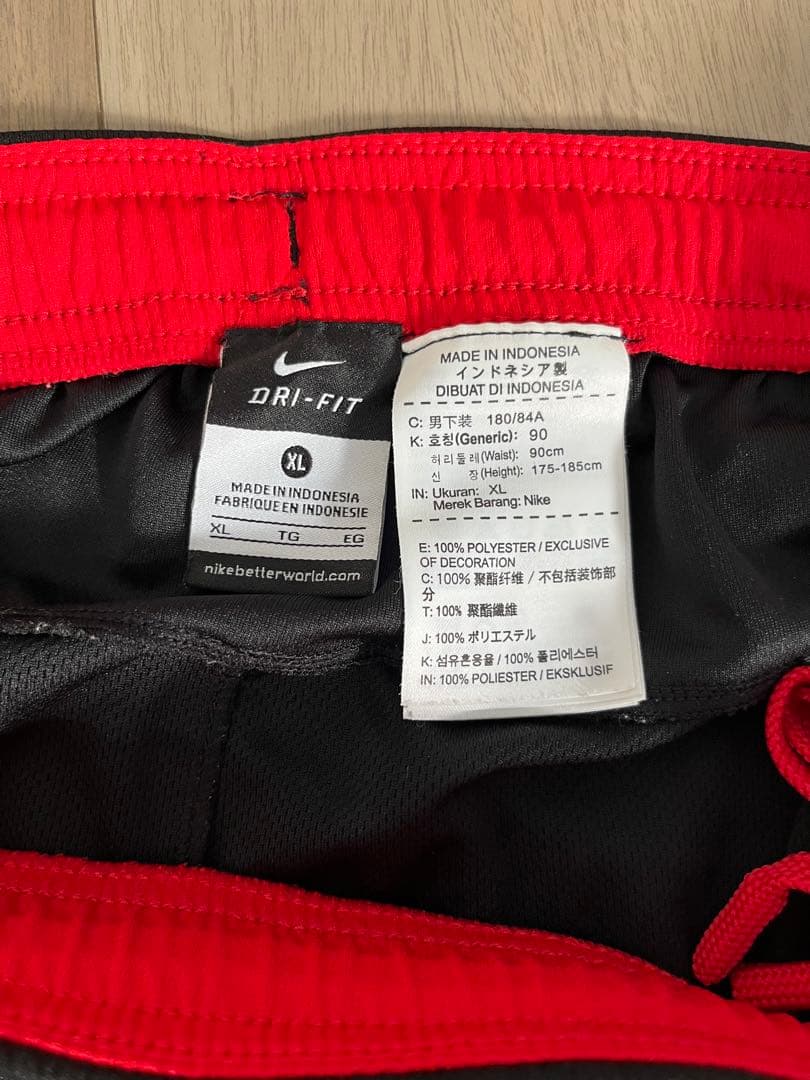 DRI-FIT
XL
MADE IN INDONESIA
FABRIQUE EN INDONESIE
XL TG EG
nikebetterworld.com
MADE IN INDONESIA
インドネシア製
DIBUAT DI INDONESIA
C: 男下装 180/84A
K: 호칭(Generic): 90
허리둘레(Waist): 90cm
신 장(Height): 175-185cm
IN: Ukuran: XL
Merek Barang: Nike
E: 100% POLYESTER / EXCLUSIVE
OF DECORATION
C: 100% 聚酯纤维 / 不包括装饰部
分
T: 100% 聚酯纖維
J: 100% ポリエステル
K: 섬유혼용율 / 100% 폴리에스터
IN: 100% POLIESTER / EKSKLUSIF